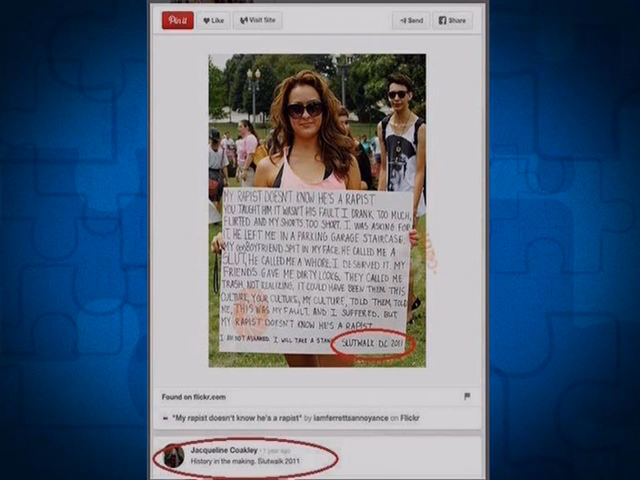 Pin it
Like
Visit Site
Send
Share
MY RAPIST DOESN'T KNOW HE'S A RAPIST
YOU TAUGHT HIM IT WASN'T HIS FAULT. I DRANK TOO MUCH,
FLIRTED AND MY SHORTS TOO SHORT. I WAS ASKING FOR
IT. HE LEFT ME IN A PARKING GARAGE STAIRCASE.
MY BOYFRIEND SPIT IN MY FACE. HE CALLED ME A
SLUT, HE CALLED ME A WHORE. I DESERVED IT. MY
FRIENDS GAVE ME DIRTY LOOKS. THEY CALLED ME
TRASH, NOT REALIZING, IT COULD HAVE BEEN THEM. THIS
CULTURE, YOUR CULTURE, MY CULTURE, TOLD THEM, TOLD
ME, THIS WAS MY FAULT. AND I SUFFERED. BUT
MY RAPIST DOESN'T KNOW HE'S A RAPIST
I AM NOT ASHAMED. I WILL TAKE A STAND SLUTWALK DC 2011
Found on flickr.com
"My rapist doesn't know he's a rapist" by iamferrettsannoyance on Flickr
Jacqueline Coakley • 1 year ago
History in the making. Slutwalk 2011